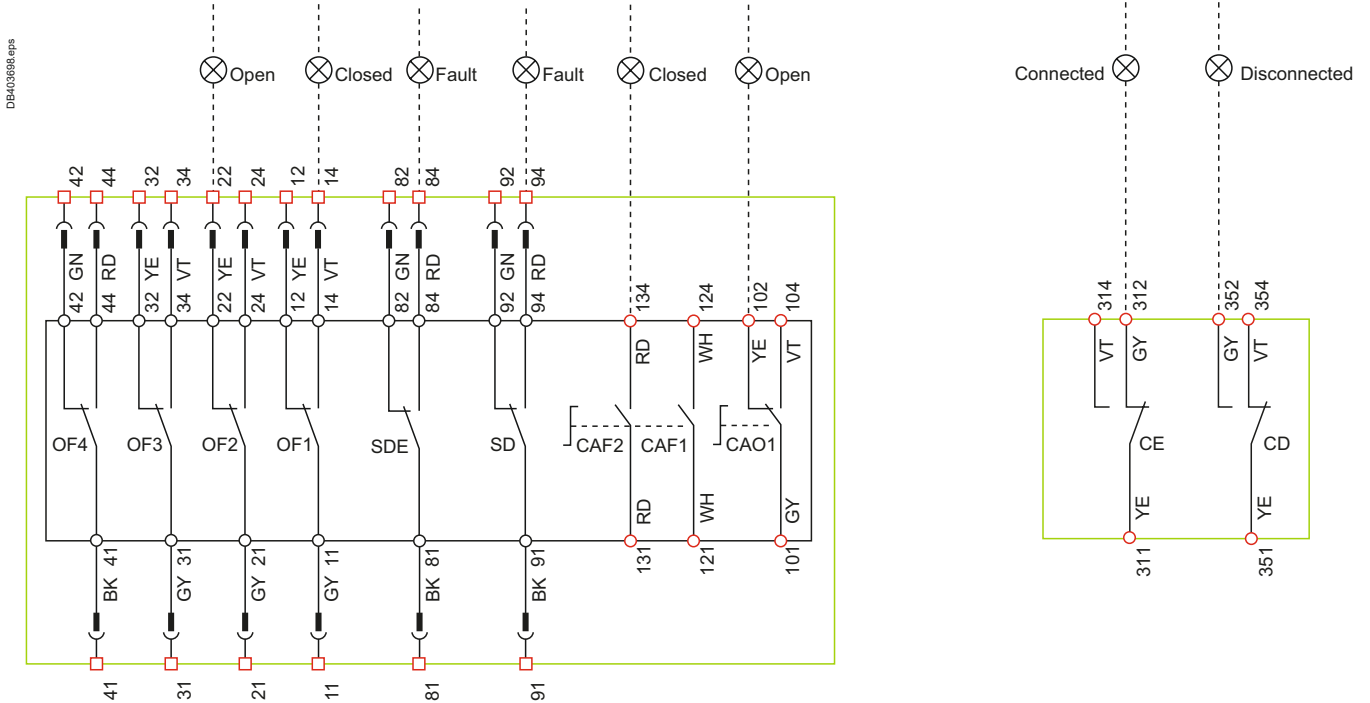 DB403698.eps
Open
Closed
Fault
Fault
Closed
Open
Connected
Disconnected
42
44
32
34
22
24
12
14
82
84
92
94
GN
RD
YE
VT
YE
VT
YE
VT
GN
RD
GN
RD
42
44
32
34
22
24
12
14
82
84
92
94
134
124
102
104
314
312
352
354
RD
WH
YE
VT
VT
GY
GY
VT
OF4
OF3
OF2
OF1
SDE
SD
CAF2
CAF1
CAO1
CE
CD
RD
WH
GY
YE
YE
41
31
21
11
81
91
131
121
101
311
351
BK
GY
GY
GY
BK
BK
41
31
21
11
81
91